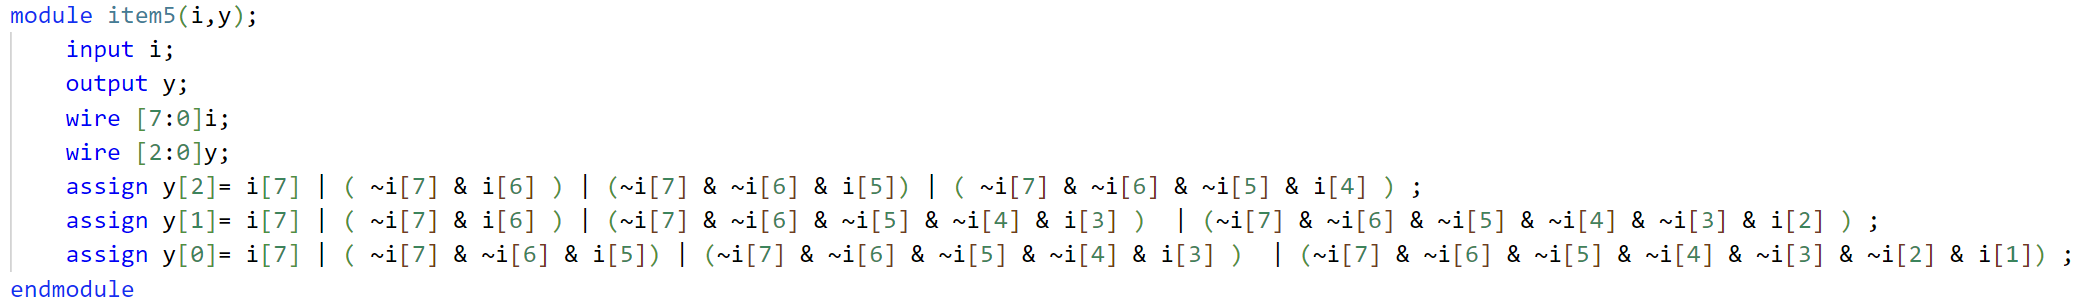 module item5(i,y);
input i;
output y;
wire [7:0]i;
wire [2:0]y;
assign y[2]= i[7] | ( ~i[7] & i[6] ) | (~i[7] & ~i[6] & i[5]) | ( ~i[7] & ~i[6] & ~i[5] & i[4] ) ;
assign y[1]= i[7] | ( ~i[7] & i[6] ) | (~i[7] & ~i[6] & ~i[5] & ~i[4] & i[3] )  | (~i[7] & ~i[6] & ~i[5] & ~i[4] & ~i[3] & i[2] ) ;
assign y[0]= i[7] | ( ~i[7] & ~i[6] & i[5]) | (~i[7] & ~i[6] & ~i[5] & ~i[4] & i[3] )  | (~i[7] & ~i[6] & ~i[5] & ~i[4] & ~i[3] & ~i[2] & i[1]) ;
endmodule